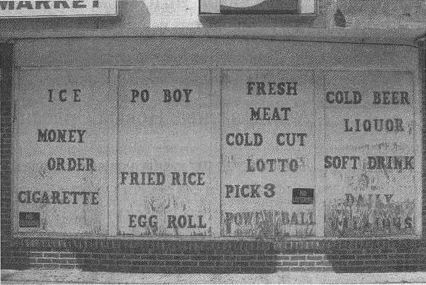 MARKET
ICE
MONEY
ORDER
CIGARETTE
PO BOY
FRIED RICE
EGG ROLL
FRESH
MEAT
COLD CUT
LOTTO
PICK 3
POWER BALL
COLD BEER
LIQUOR
SOFT DRINK
DAILY